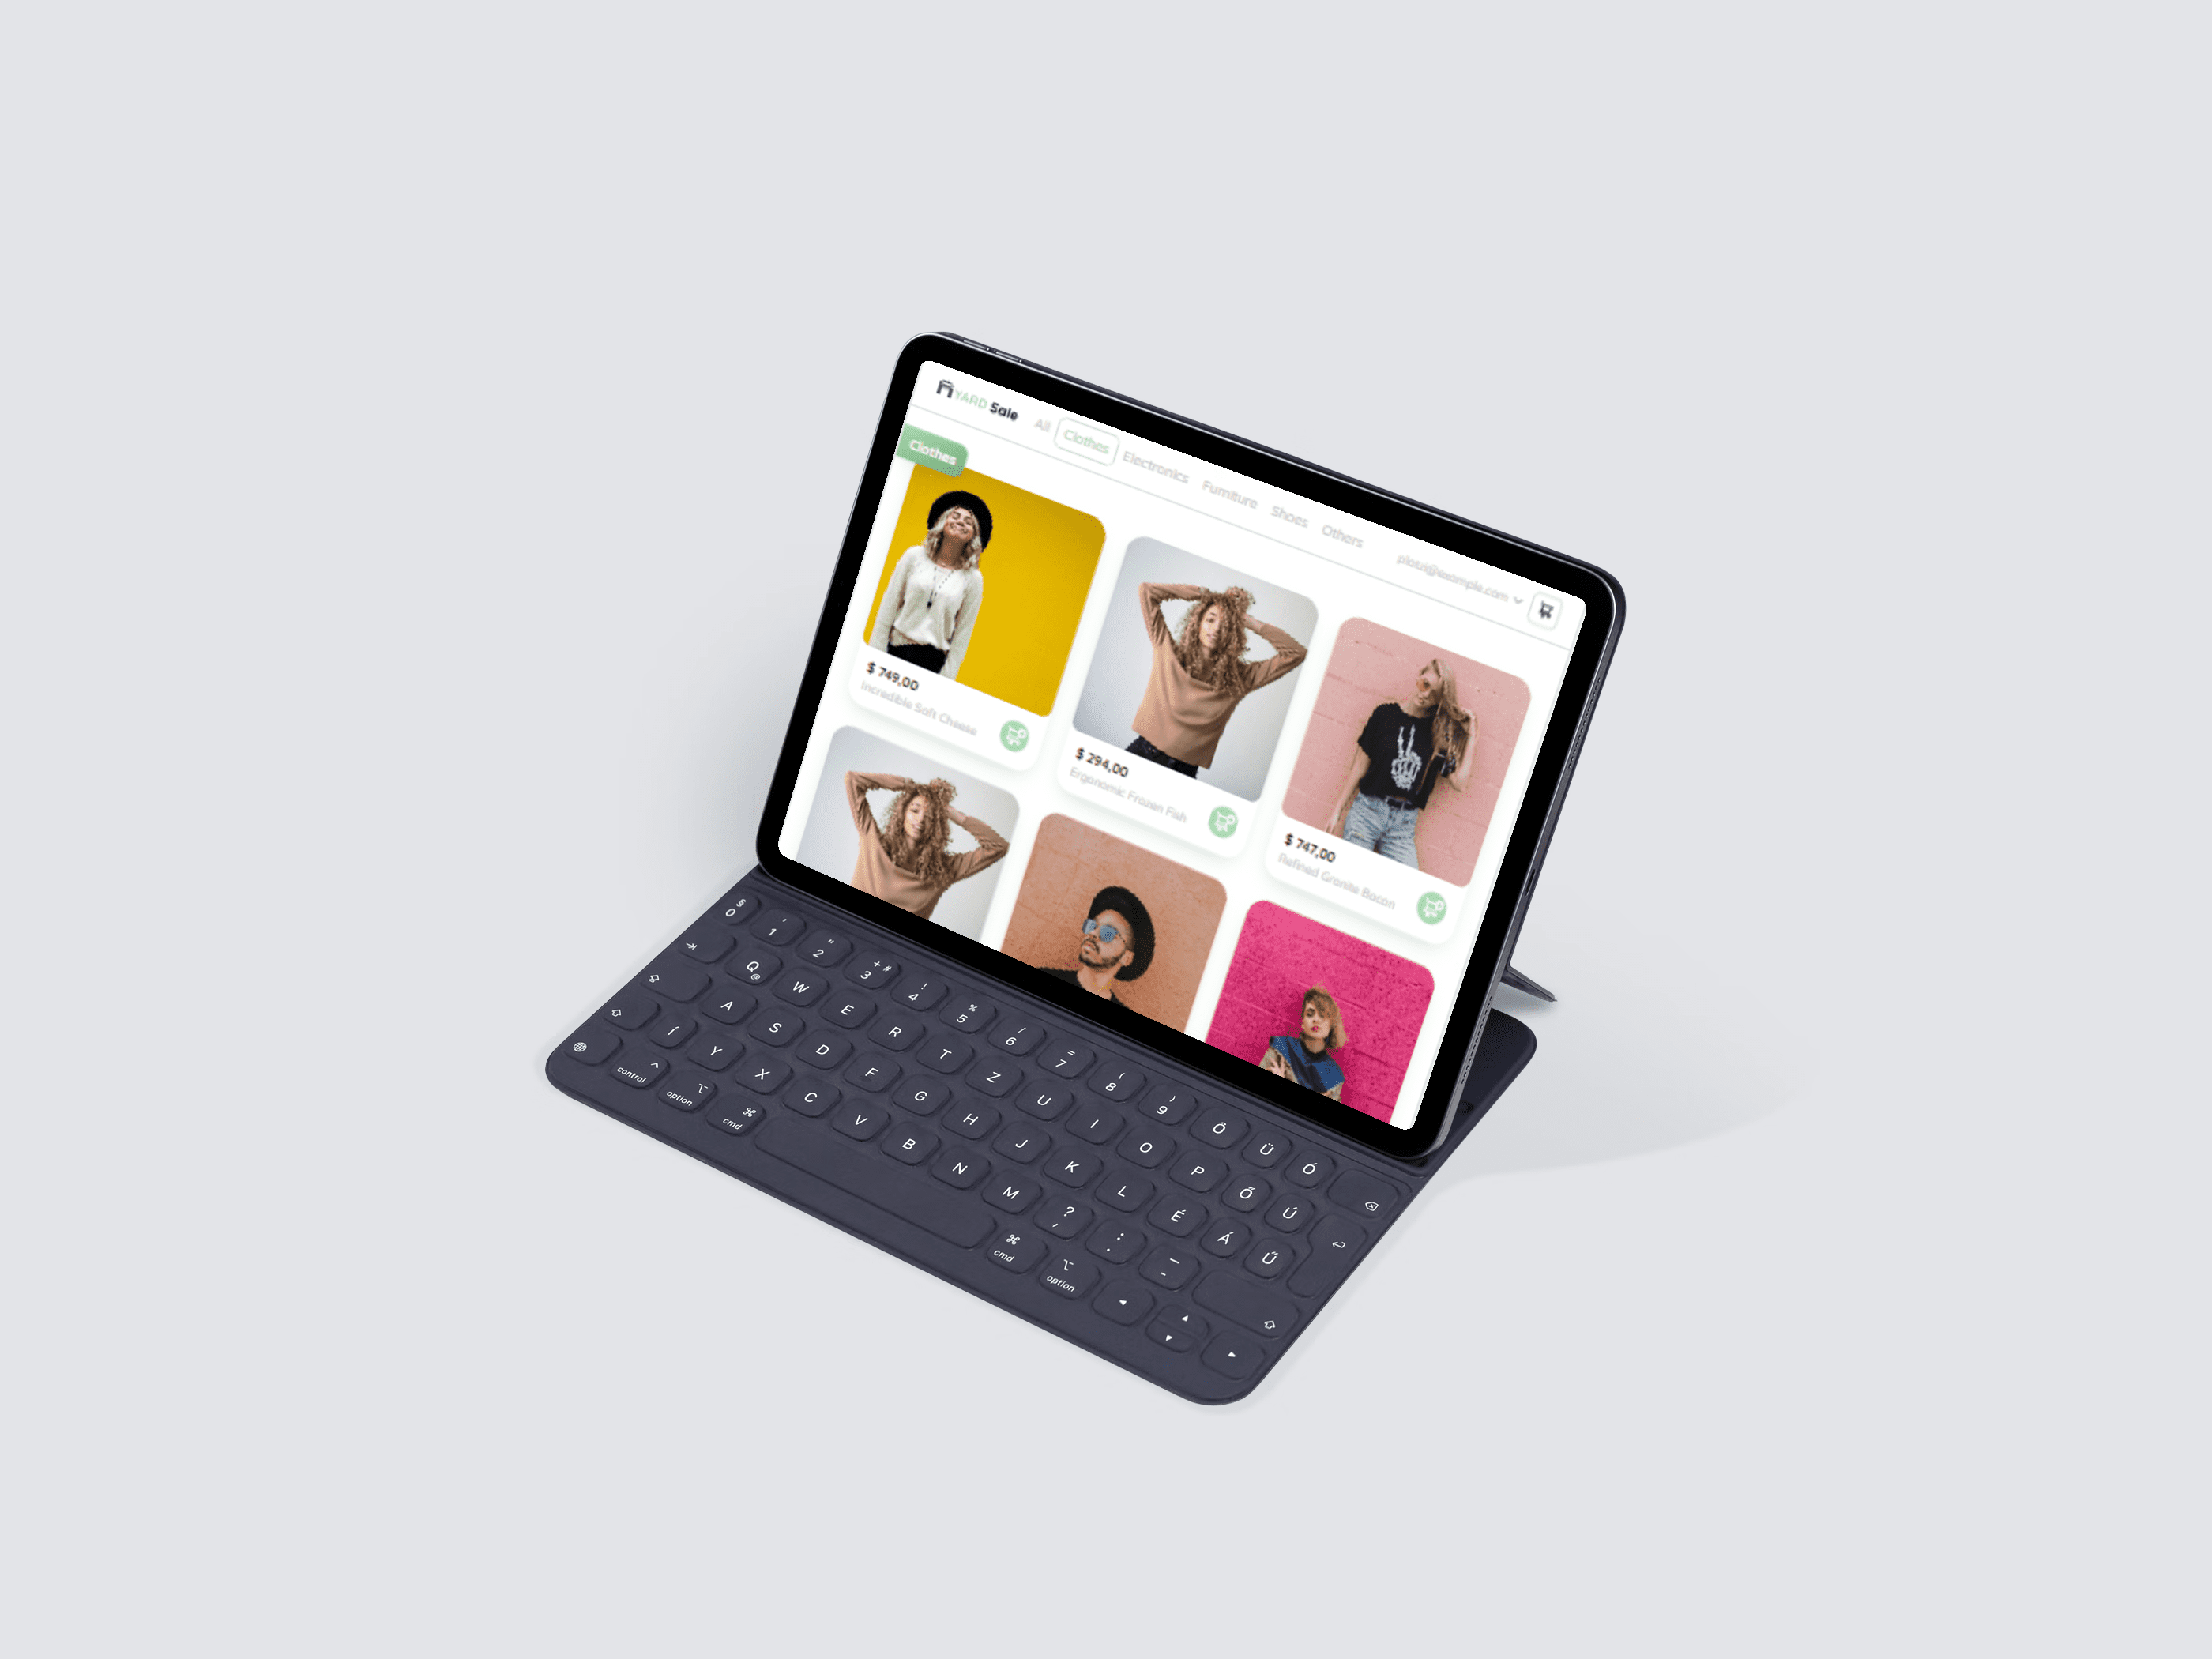 YARD Sale
All
Clothes
Electronics
Furniture
Shoes
Others
platzi@example.com
Clothes
$ 749,00
Incredible Soft Cheese
$ 294,00
Ergonomic Frozen Fish
$ 747,00
Refined Granite Bacon
§ 0
' 1
" 2
+ # 3
! 4
% 5
/ 6
= 7
( 8
) 9
Ö Ü Ó
Q @ W E R T Z U I O P Ő Ú
A S D F G H J K L É Á Ű
Í Y X C V B N M ? , : . _ -
control option cmd cmd option